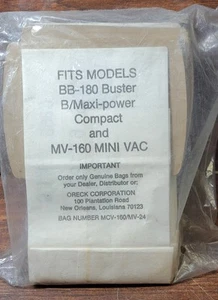 FITS MODELS
BB-180 Buster
B/Maxi-power
Compact
and
MV-160 MINI VAC
IMPORTANT
Order only Genuine Bags from
your Dealer, Distributor or:
ORECK CORPORATION
100 Plantation Road
New Orleans, Louisiana 70123
BAG NUMBER MCV-160/MV-04